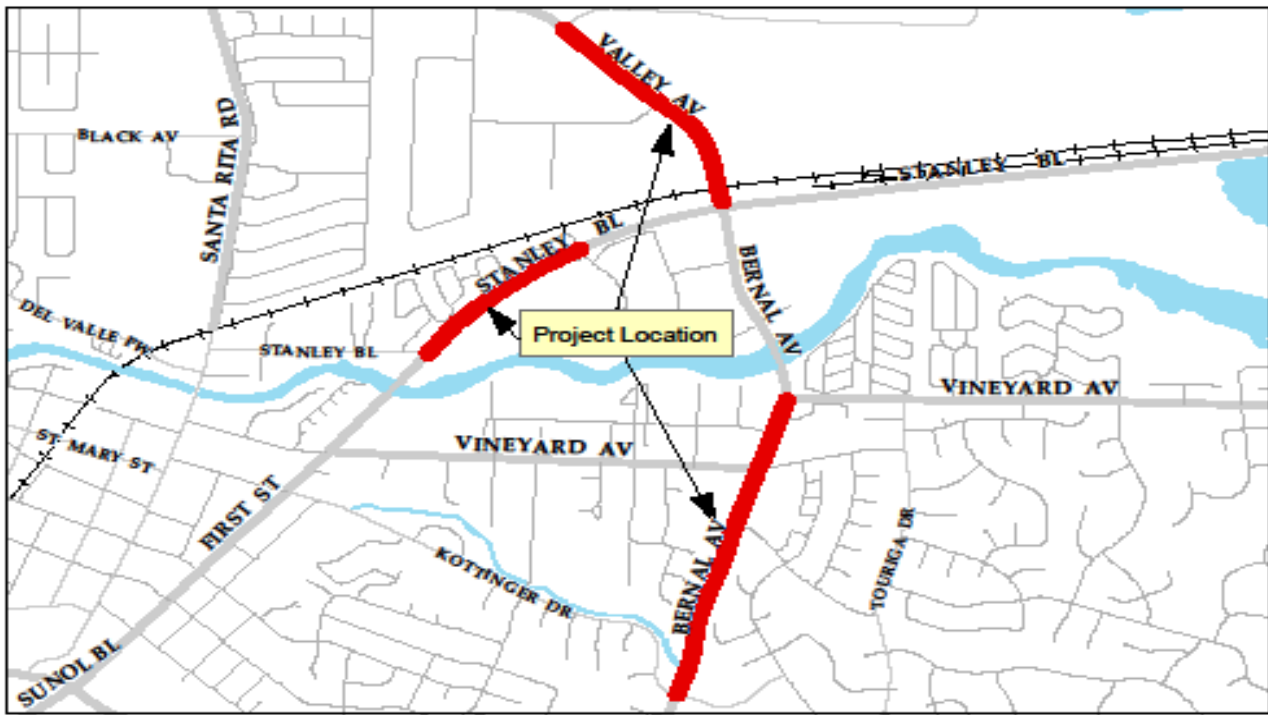 VALLEY AV
BLACK AV
SANTA RITA RD
STANLEY BL
STANLEY BL
BERNAL AV
DEL VALLE PK
Project Location
STANLEY BL
VINEYARD AV
ST MARY ST
VINEYARD AV
FIRST ST
TOURIGA DR
KOTTINGER DR
BERNAL AV
SUNOL BL